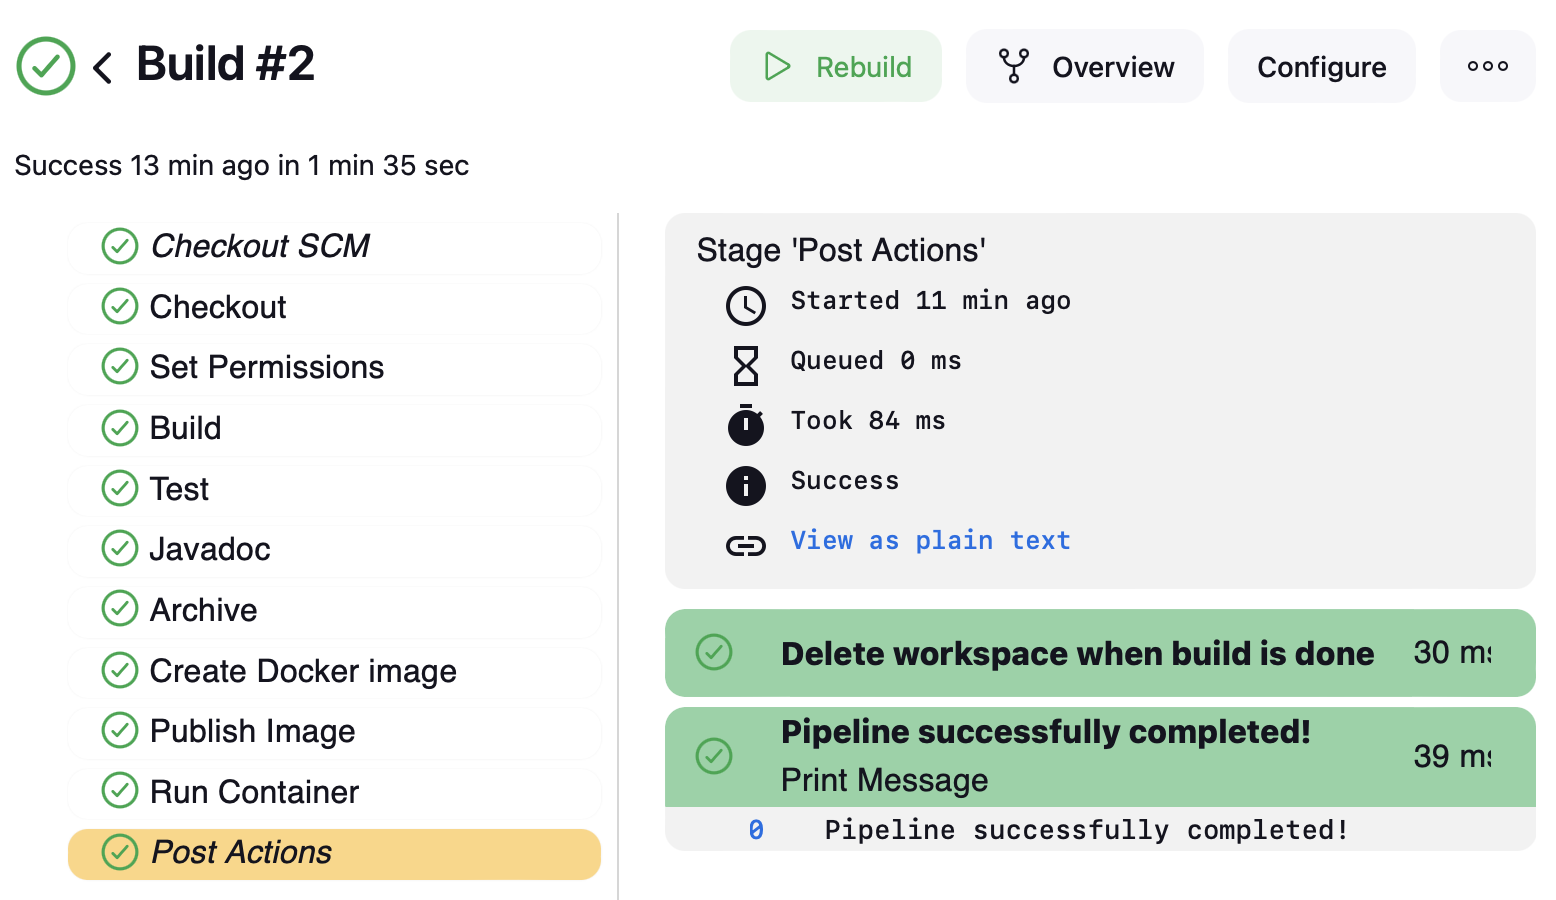 Build #2
Rebuild
Overview
Configure
Success 13 min ago in 1 min 35 sec
Checkout SCM
Checkout
Set Permissions
Build
Test
Javadoc
Archive
Create Docker image
Publish Image
Run Container
Post Actions
Stage 'Post Actions'
Started 11 min ago
Queued 0 ms
Took 84 ms
Success
View as plain text
Delete workspace when build is done 30 ms
Pipeline successfully completed!
Print Message
39 ms
0 Pipeline successfully completed!